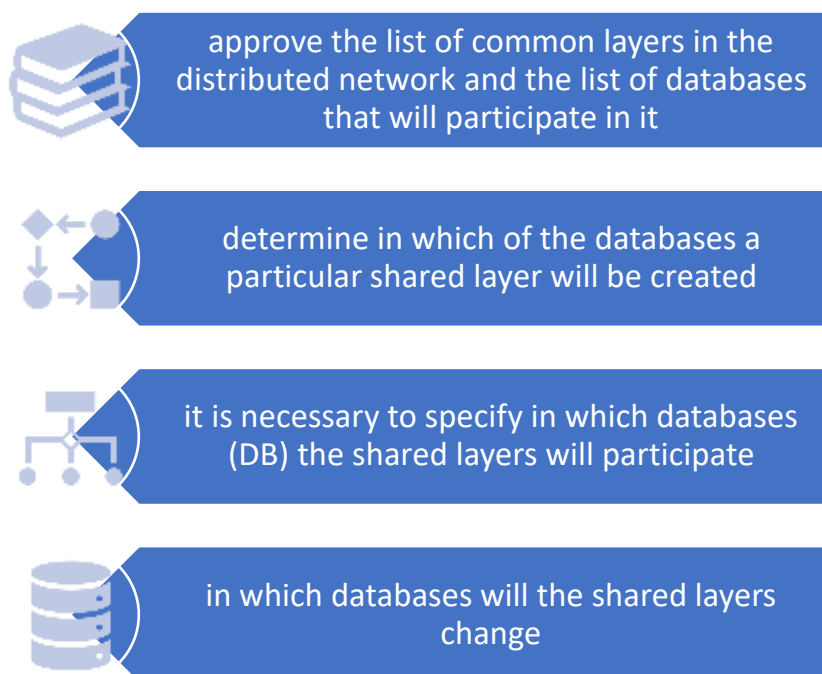 approve the list of common layers in the
distributed network and the list of databases
that will participate in it
determine in which of the databases a
particular shared layer will be created
it is necessary to specify in which databases
(DB) the shared layers will participate
in which databases will the shared layers
change